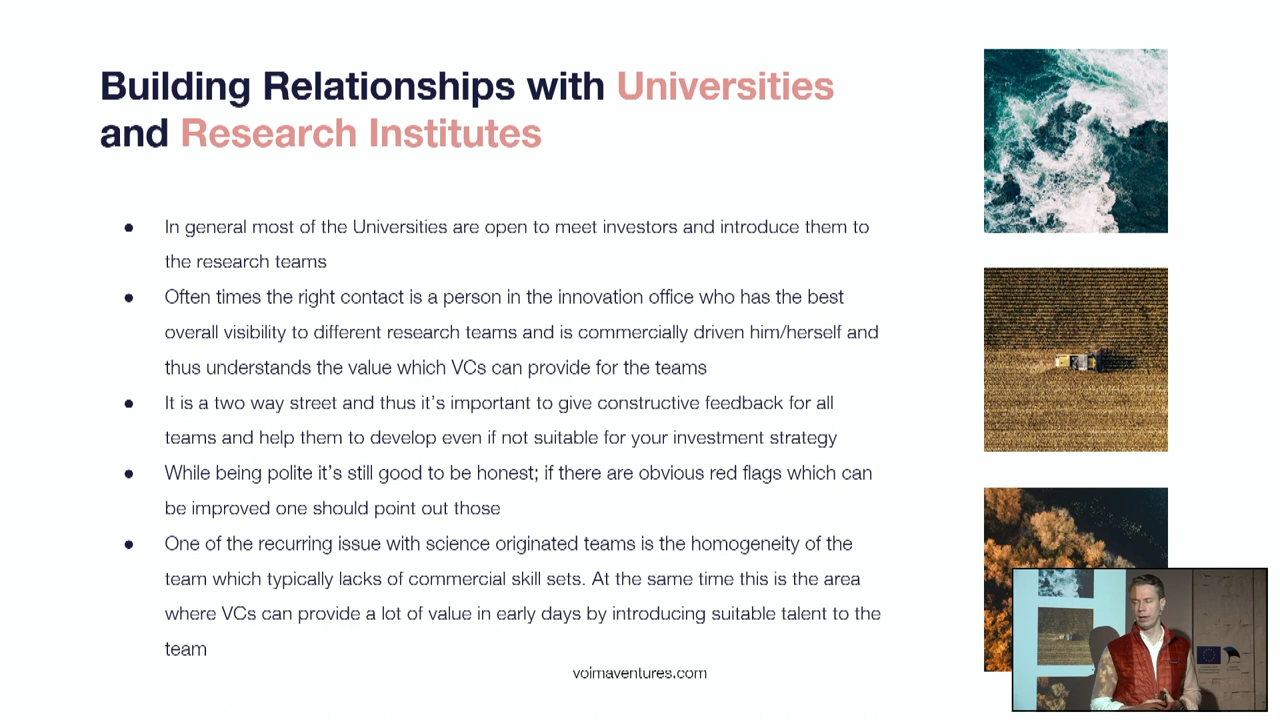 Building Relationships with Universities
and Research Institutes
● In general most of the Universities are open to meet investors and introduce them to
the research teams
● Often times the right contact is a person in the innovation office who has the best
overall visibility to different research teams and is commercially driven him/herself and
thus understands the value which VCs can provide for the teams
● It is a two way street and thus it's important to give constructive feedback for all
teams and help them to develop even if not suitable for your investment strategy
● While being polite it's still good to be honest; if there are obvious red flags which can
be improved one should point out those
● One of the recurring issue with science originated teams is the homogeneity of the
team which typically lacks of commercial skill sets. At the same time this is the area
where VCs can provide a lot of value in early days by introducing suitable talent to the
team
voimaventures.com